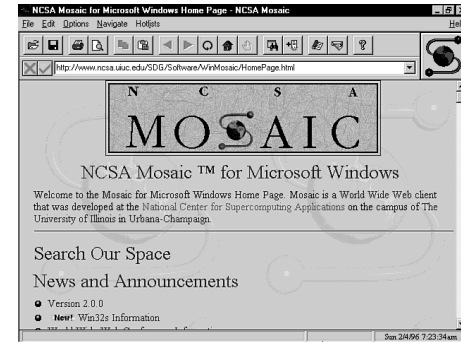 NCSA Mosaic for Microsoft Windows Home Page - NCSA Mosaic
File Edit Options Navigate Hotlists
Hel
http://www.ncsa.uiuc.edu/SDG/Software/WinMosaic/HomePage.html
N C S A
MOSAIC
NCSA Mosaic ™ for Microsoft Windows
Welcome to the Mosaic for Microsoft Windows Home Page. Mosaic is a World Wide Web client
that was developed at the National Center for Supercomputing Applications on the campus of The
University of Illinois in Urbana-Champaign.
Search Our Space
News and Announcements
Version 2.0.0
New! Win32s Information
Sun 2/4/96 7:23:34am